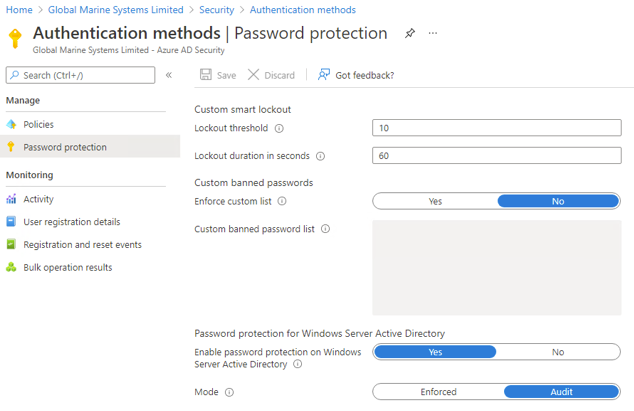 Home > Global Marine Systems Limited > Security > Authentication methods
Authentication methods | Password protection
Global Marine Systems Limited - Azure AD Security
Search (Ctrl+/)
Save Discard Got feedback?
Manage
Policies
Password protection
Monitoring
Activity
User registration details
Registration and reset events
Bulk operation results
Custom smart lockout
Lockout threshold 10
Lockout duration in seconds 60
Custom banned passwords
Enforce custom list Yes No
Custom banned password list
Password protection for Windows Server Active Directory
Enable password protection on Windows Yes No
Server Active Directory
Mode Enforced Audit